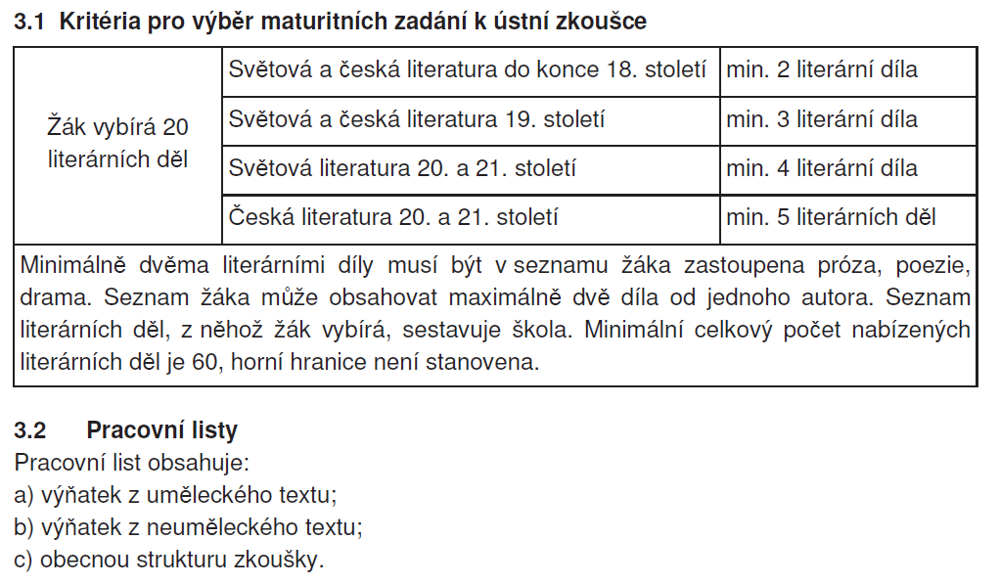 3.1 Kritéria pro výběr maturitních zadání k ústní zkoušce
Žák vybírá 20
literárních děl
Světová a česká literatura do konce 18. století
min. 2 literární díla
Světová a česká literatura 19. století
min. 3 literární díla
Světová literatura 20. a 21. století
min. 4 literární díla
Česká literatura 20. a 21. století
min. 5 literárních děl
Minimálně dvěma literárními díly musí být v seznamu žáka zastoupena próza, poezie,
drama. Seznam žáka může obsahovat maximálně dvě díla od jednoho autora. Seznam
literárních děl, z něhož žák vybírá, sestavuje škola. Minimální celkový počet nabízených
literárních děl je 60, horní hranice není stanovena.
3.2 Pracovní listy
Pracovní list obsahuje:
a) výňatek z uměleckého textu;
b) výňatek z neuměleckého textu;
c) obecnou strukturu zkoušky.